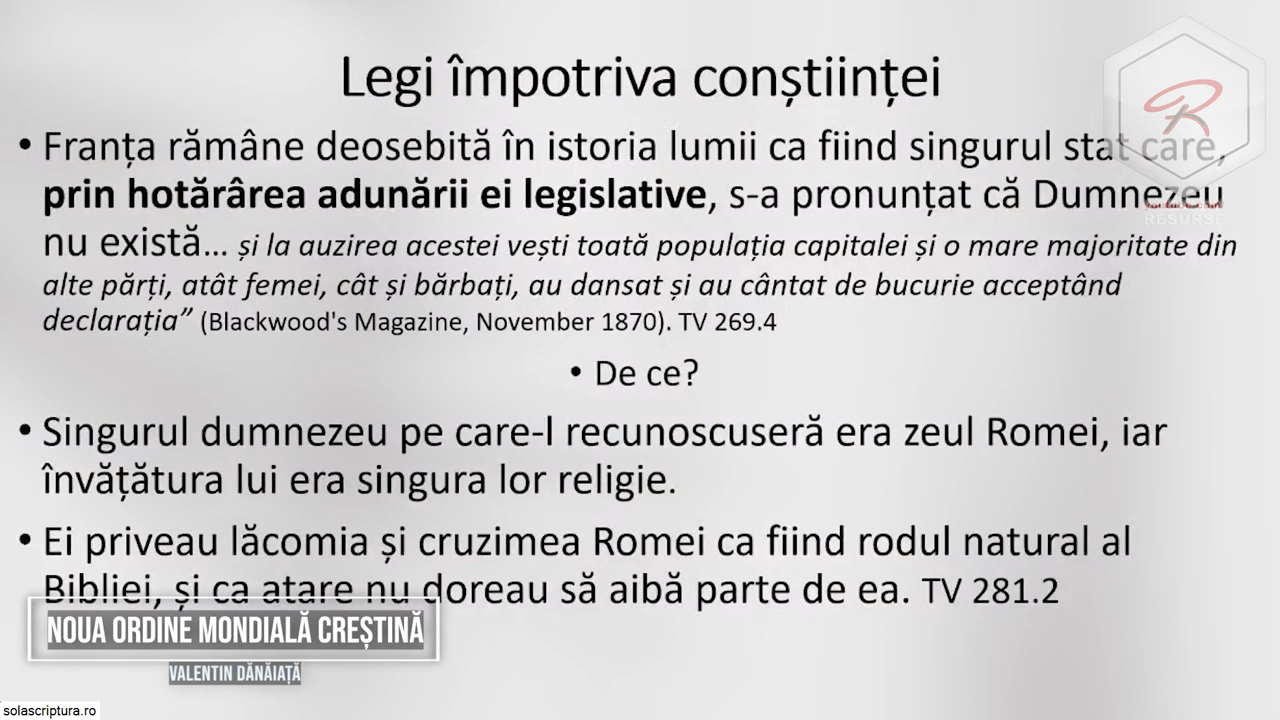 Legi împotriva conștiinței
• Franța rămâne deosebită în istoria lumii ca fiind singurul stat care,
prin hotărârea adunării ei legislative, s-a pronunțat că Dumnezeu
nu există… și la auzirea acestei vești toată populația capitalei și o mare majoritate din
alte părți, atât femei, cât și bărbați, au dansat și au cântat de bucurie acceptând
declarația” (Blackwood's Magazine, November 1870). TV 269.4
• De ce?
• Singurul dumnezeu pe care-l recunoscuseră era zeul Romei, iar
învățătura lui era singura lor religie.
• Ei priveau lăcomia și cruzimea Romei ca fiind rodul natural al
Bibliei, și ca atare nu doreau să aibă parte de ea. TV 281.2
NOUA ORDINE MONDIALĂ CREȘTINĂ
VALENTIN DĂNĂIAȚĂ
solascriptura.ro
R
RESURSE